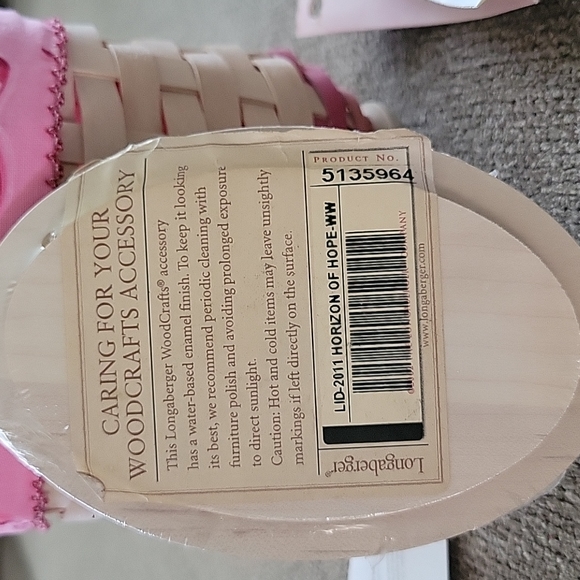 CARING FOR YOUR
WOODCRAFTS ACCESSORY
This Longaberger WoodCrafts® accessory
has a water-based enamel finish. To keep it looking
its best, we recommend periodic cleaning with
furniture polish and avoiding prolonged exposure
to direct sunlight.
Caution: Hot and cold items may leave unsightly
markings if left directly on the surface.
PRODUCT No.
5135964
LID-2011 HORIZON OF HOPE-WW
Longaberger®
www.longaberger.com